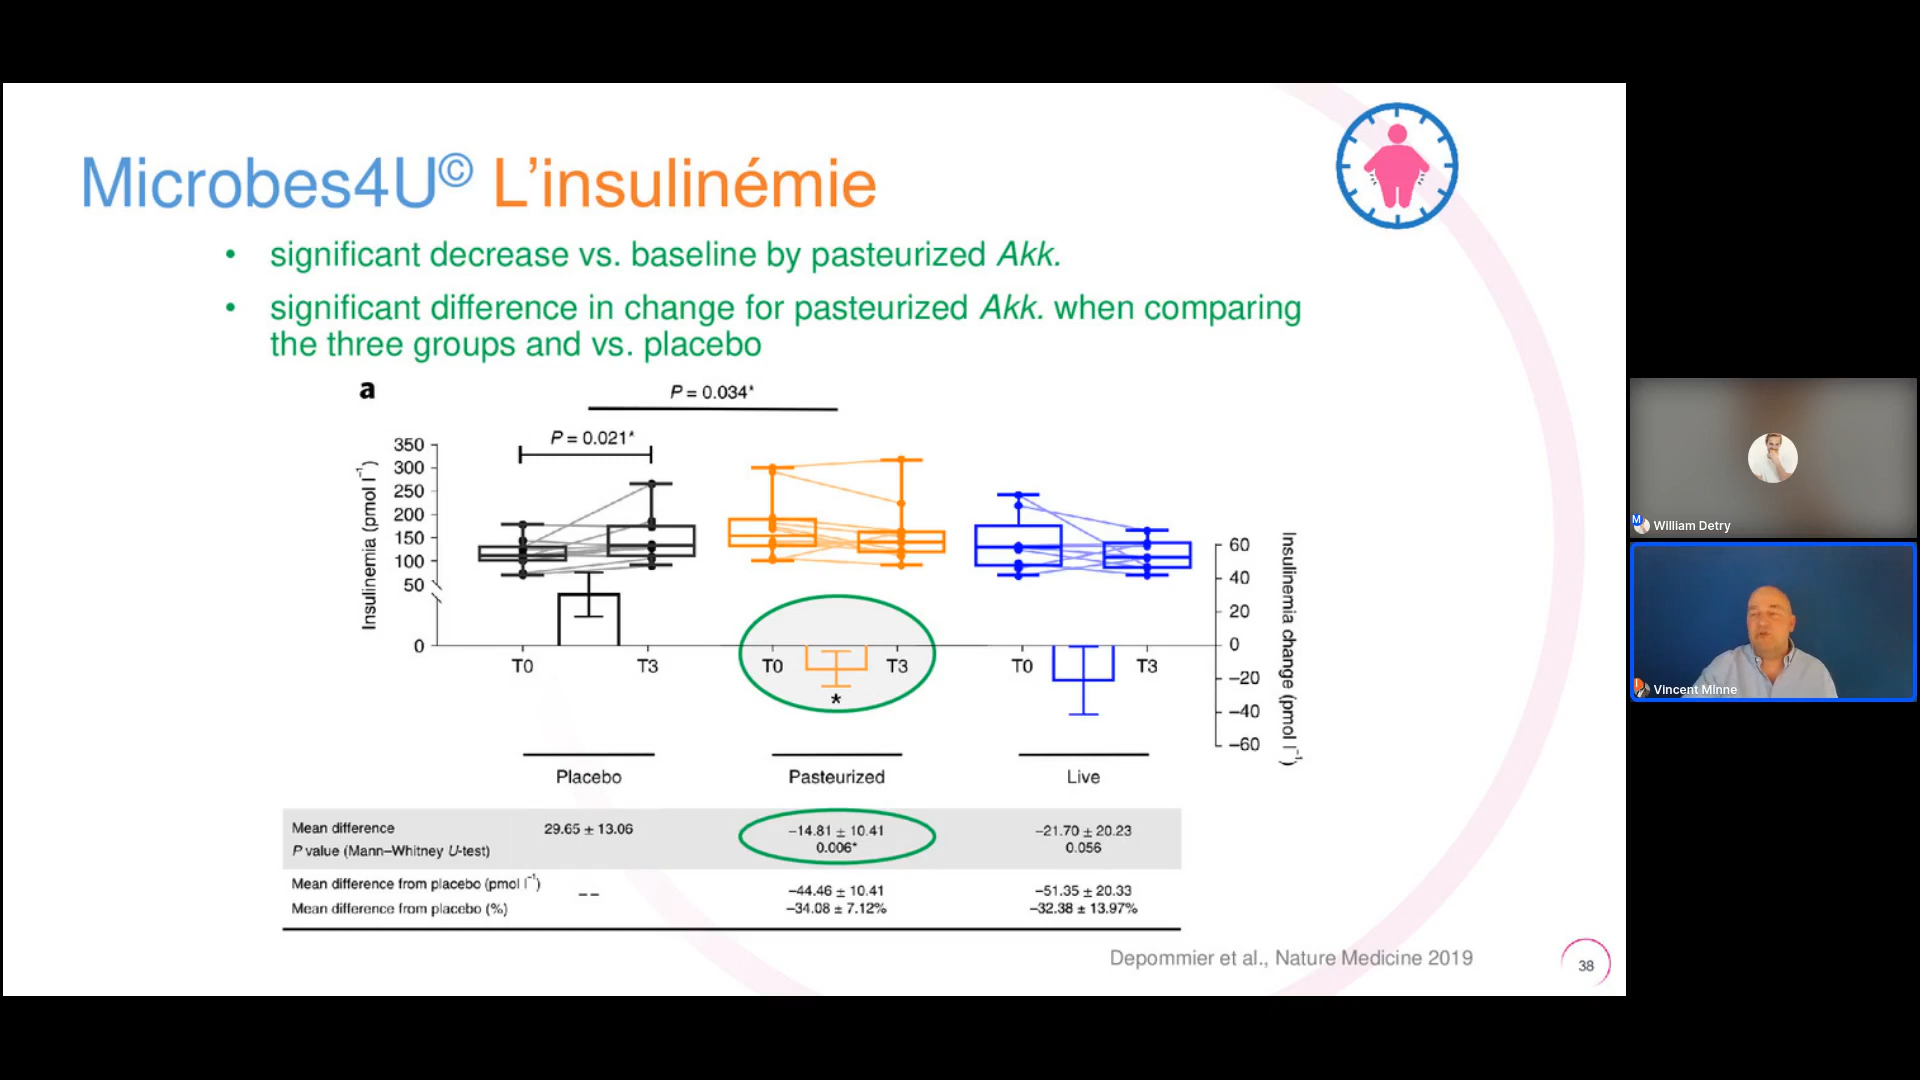 Microbes4U© L'insulinémie
• significant decrease vs. baseline by pasteurized Akk.
• significant difference in change for pasteurized Akk. when comparing
the three groups and vs. placebo
a
P = 0.034*
P = 0.021*
Insulinemia (pmol l⁻¹)
350
300
250
200
150
100
50
0
60
40
20
0
−20
−40
−60
Insulinemia change (pmol l⁻¹)
T0
T3
T0
T3
T0
T3
*
Placebo
Pasteurized
Live
Mean difference 29.65 ± 13.06 −14.81 ± 10.41 −21.70 ± 20.23
P value (Mann–Whitney U-test) 0.006* 0.056
Mean difference from placebo (pmol l⁻¹) −− −44.46 ± 10.41 −51.35 ± 20.33
Mean difference from placebo (%) −34.08 ± 7.12% −32.38 ± 13.97%
Depommier et al., Nature Medicine 2019
38
M
William Detry
Vincent Minne